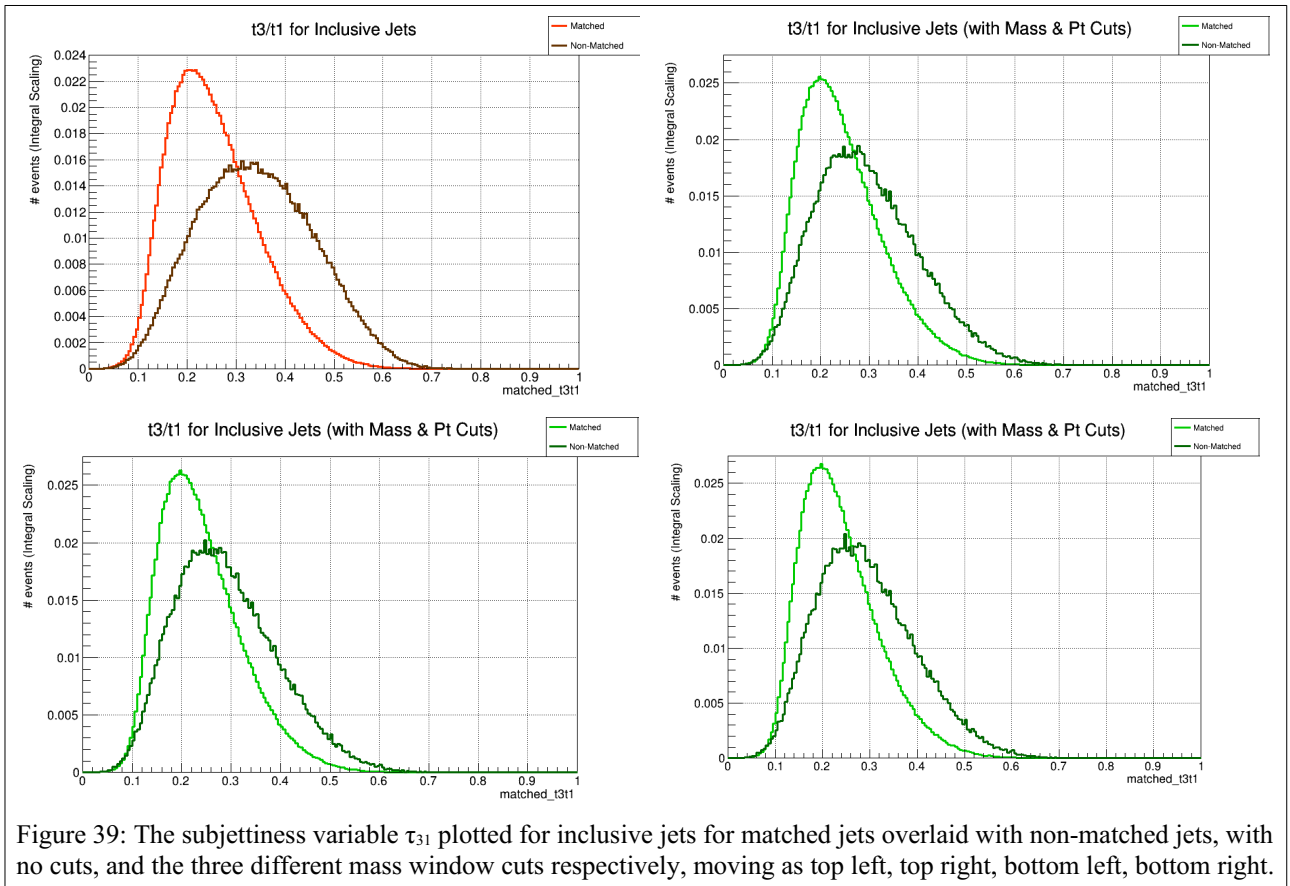 t3/t1 for Inclusive Jets
Matched
Non-Matched
# events (Integral Scaling)
0.024
0.022
0.02
0.018
0.016
0.014
0.012
0.01
0.008
0.006
0.004
0.002
0
0 0.1 0.2 0.3 0.4 0.5 0.6 0.7 0.8 0.9 1
matched_t3t1
t3/t1 for Inclusive Jets (with Mass & Pt Cuts)
Matched
Non-Matched
# events (Integral Scaling)
0.025
0.02
0.015
0.01
0.005
0
0 0.1 0.2 0.3 0.4 0.5 0.6 0.7 0.8 0.9 1
matched_t3t1
t3/t1 for Inclusive Jets (with Mass & Pt Cuts)
Matched
Non-Matched
# events (Integral Scaling)
0.025
0.02
0.015
0.01
0.005
0
0 0.1 0.2 0.3 0.4 0.5 0.6 0.7 0.8 0.9 1
matched_t3t1
t3/t1 for Inclusive Jets (with Mass & Pt Cuts)
Matched
Non-Matched
# events (Integral Scaling)
0.025
0.02
0.015
0.01
0.005
0
0 0.1 0.2 0.3 0.4 0.5 0.6 0.7 0.8 0.9 1
matched_t3t1
Figure 39: The subjettiness variable τ₃₁ plotted for inclusive jets for matched jets overlaid with non-matched jets, with
no cuts, and the three different mass window cuts respectively, moving as top left, top right, bottom left, bottom right.